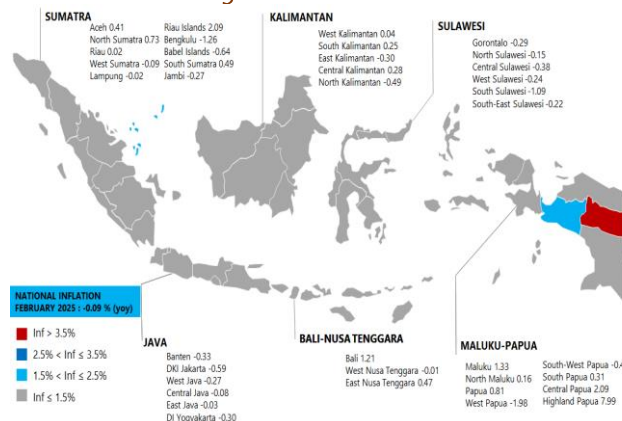 SUMATRA
Aceh 0.41
North Sumatra 0.73
Riau 0.02
West Sumatra -0.09
Lampung -0.02
Riau Islands 2.09
Bengkulu -1.26
Babel Islands -0.64
South Sumatra 0.49
Jambi -0.27
KALIMANTAN
West Kalimantan 0.04
South Kalimantan 0.25
East Kalimantan -0.30
Central Kalimantan 0.28
North Kalimantan -0.49
SULAWESI
Gorontalo -0.29
North Sulawesi -0.15
Central Sulawesi -0.38
West Sulawesi -0.24
South Sulawesi -1.09
South-East Sulawesi -0.22
NATIONAL INFLATION
FEBRUARY 2025 : -0.09 % (yoy)
Inf > 3.5%
2.5% < Inf ≤ 3.5%
1.5% < Inf ≤ 2.5%
Inf ≤ 1.5%
JAVA
Banten -0.33
DKI Jakarta -0.59
West Java -0.27
Central Java -0.08
East Java -0.03
DI Yogyakarta -0.30
BALI-NUSA TENGGARA
Bali 1.21
West Nusa Tenggara -0.01
East Nusa Tenggara 0.47
MALUKU-PAPUA
Maluku 1.33
North Maluku 0.16
Papua 0.81
West Papua -1.98
South-West Papua -0.4
South Papua 0.31
Central Papua 2.09
Highland Papua 7.99